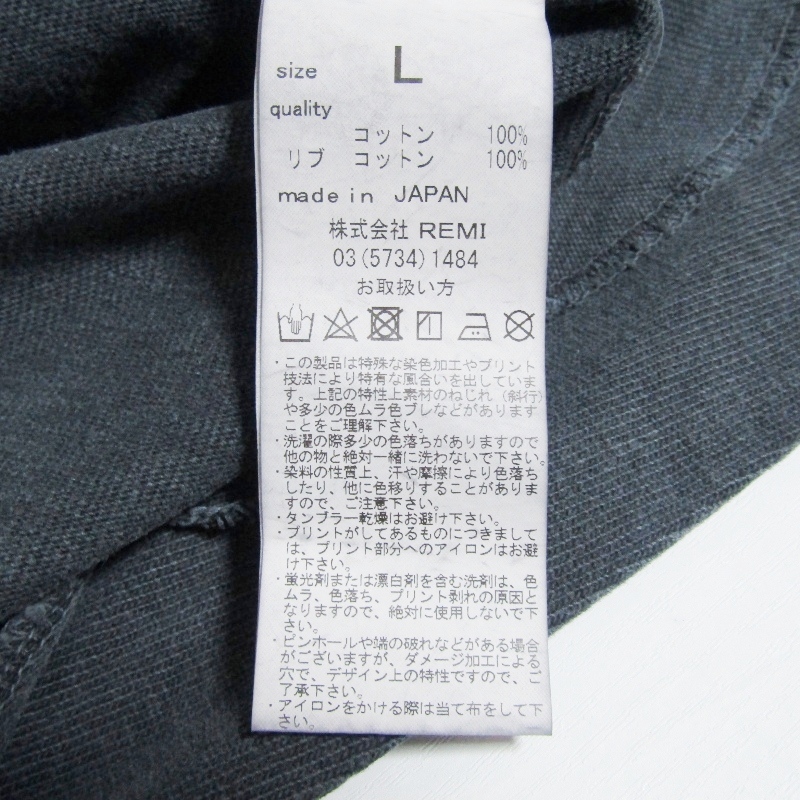 size L
quality
コットン 100%
リブ コットン 100%
made in JAPAN
株式会社 REMI
03(5734)1484
お取扱い方
・この製品は特殊な染色加工やプリント
技法により特有な風合いを出していま
す。上記の特性上素材のねじれ（斜行）
や多少の色ムラ色ブレなどがあります
ことをご理解下さい。
・洗濯の際多少の色落ちがありますので
他の物と絶対一緒に洗わないで下さい。
・染料の性質上、汗や摩擦により色落ち
したり、他に色移りすることがありま
すので、ご注意下さい。
・タンブラー乾燥はお避け下さい。
・プリントがしてあるものにつきまして
は、プリント部分へのアイロンはお避
け下さい。
・蛍光剤または漂白剤を含む洗剤は、色
ムラ、色落ち、プリント剥れの原因と
なりますので、絶対に使用しないで下
さい。
・ピンホールや端の破れなどがある場合
がございますが、ダメージ加工による
穴で、デザイン上の特性ですので、ご
了承下さい。
・アイロンをかける際は当て布をして下
さい。